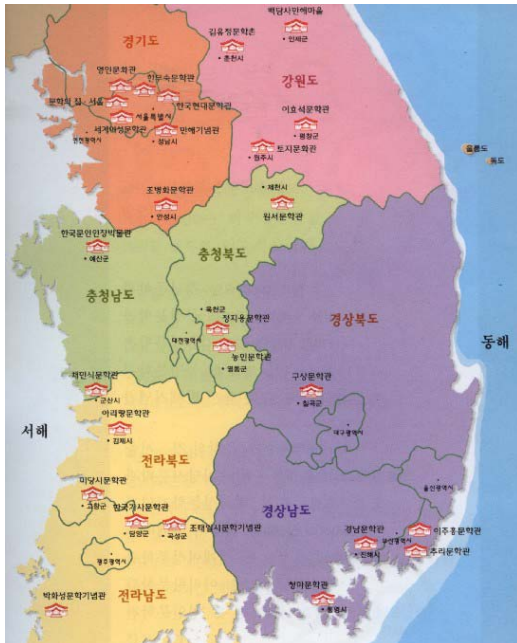 백담사만해마을
김유정문학촌
인제군
춘천시
경기도
강원도
영인문화관
한무숙문학관
문학의 집 · 서울
한국현대문학관
서울특별시
이효석문학관
평창군
세계여성문학관
만해기념관
인천광역시
성남시
토지문화관
원주시
울릉도
독도
조병화문학관
안성시
제천시
원서문학관
한국문인인장박물관
예산군
충청북도
충청남도
옥천군
정지용문학관
대전광역시
농민문학관
영동군
경상북도
동해
채만식문학관
군산시
구상문학관
칠곡군
아리랑문학관
김제시
서해
대구광역시
전라북도
미당시문학관
고창군
한국가사문학관
담양군
곡성군
조태일시문학기념관
경상남도
울산광역시
경남문학관
진해시
부산광역시
이주홍문학관
추리문학관
광주광역시
박화성문학기념관
전라남도
청마문학관
통영시